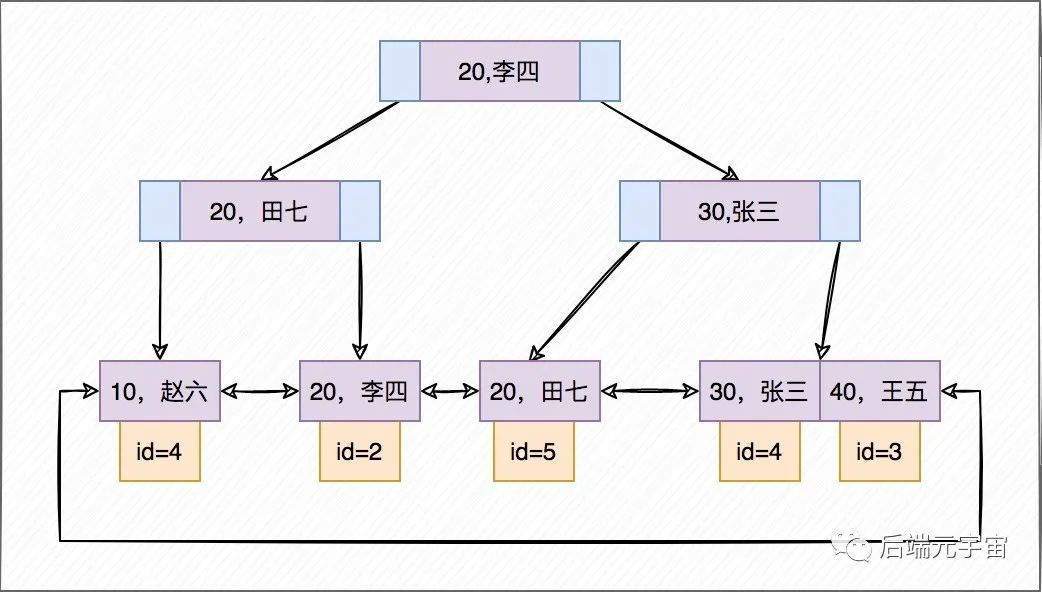 20,李四
20，田七
30,张三
10，赵六
20，李四
20，田七
30，张三
40，王五
id=4
id=2
id=5
id=4
id=3
后端元宇宙